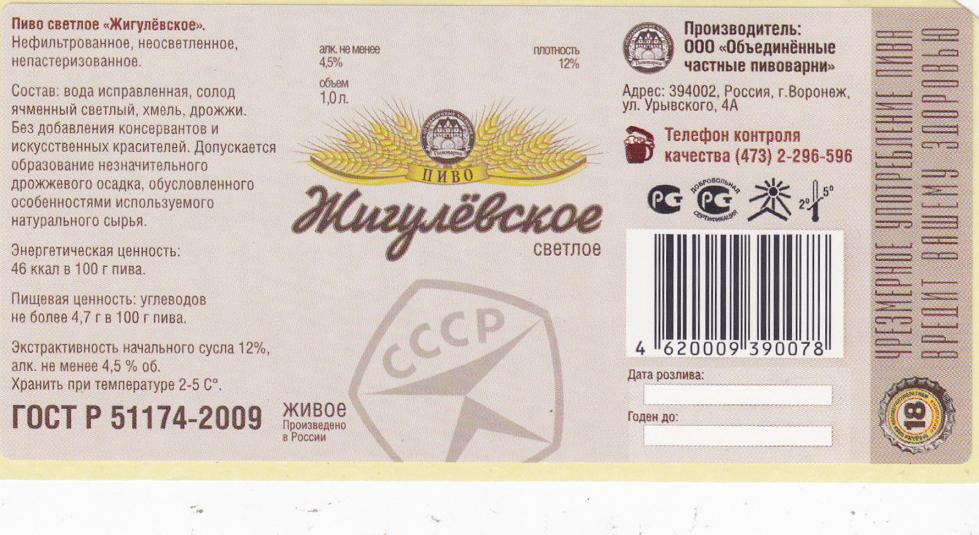 Пиво светлое «Жигулёвское».
Нефильтрованное, неосветленное,
непастеризованное.
Состав: вода исправленная, солод
ячменный светлый, хмель, дрожжи.
Без добавления консервантов и
искусственных красителей. Допускается
образование незначительного
дрожжевого осадка, обусловленного
особенностями используемого
натурального сырья.
Энергетическая ценность:
46 ккал в 100 г пива.
Пищевая ценность: углеводов
не более 4,7 г в 100 г пива.
Экстрактивность начального сусла 12%,
алк. не менее 4,5 % об.
Хранить при температуре 2-5 С°.
ГОСТ Р 51174-2009
живое
Произведено
в России
алк. не менее
4,5%
объем
1,0 л.
плотность
12%
ПИВО
Жигулёвское
светлое
СССР
Производитель:
ООО «Объединённые
частные пивоварни»
Адрес: 394002, Россия, г.Воронеж,
ул. Урывского, 4А
Телефон контроля
качества (473) 2-296-596
РСТ
ДОБРОВОЛЬНАЯ
РСТ
СЕРТИФИКАЦИЯ
2° 5°
4 620009 390078
Дата розлива:
Годен до:
ЧРЕЗМЕРНОЕ УПОТРЕБЛЕНИЕ ПИВА
ВРЕДИТ ВАШЕМУ ЗДОРОВЬЮ
18